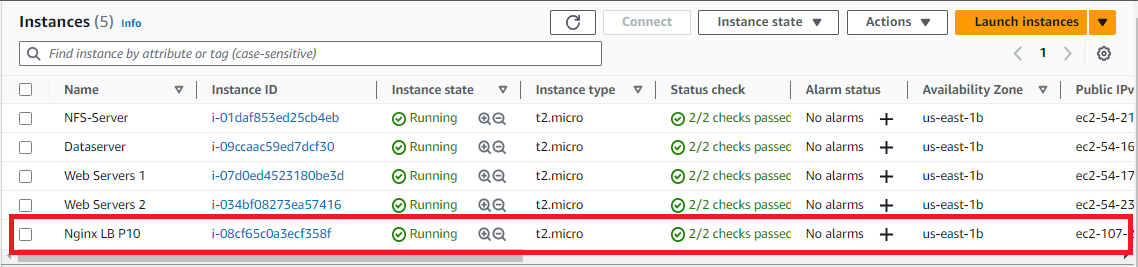 Instances (5) Info Connect Instance state Actions Launch instances
Find instance by attribute or tag (case-sensitive) 1
Name Instance ID Instance state Instance type Status check Alarm status Availability Zone Public IPv
NFS-Server i-01daf853ed25cb4eb Running t2.micro 2/2 checks passed No alarms us-east-1b ec2-54-21
Dataserver i-09ccaac59ed7dcf30 Running t2.micro 2/2 checks passed No alarms us-east-1b ec2-54-16
Web Servers 1 i-07d0ed4523180be3d Running t2.micro 2/2 checks passed No alarms us-east-1b ec2-54-17
Web Servers 2 i-034bf08273ea57416 Running t2.micro 2/2 checks passed No alarms us-east-1b ec2-54-23
Nginx LB P10 i-08cf65c0a3ecf358f Running t2.micro 2/2 checks passed No alarms us-east-1b ec2-107-